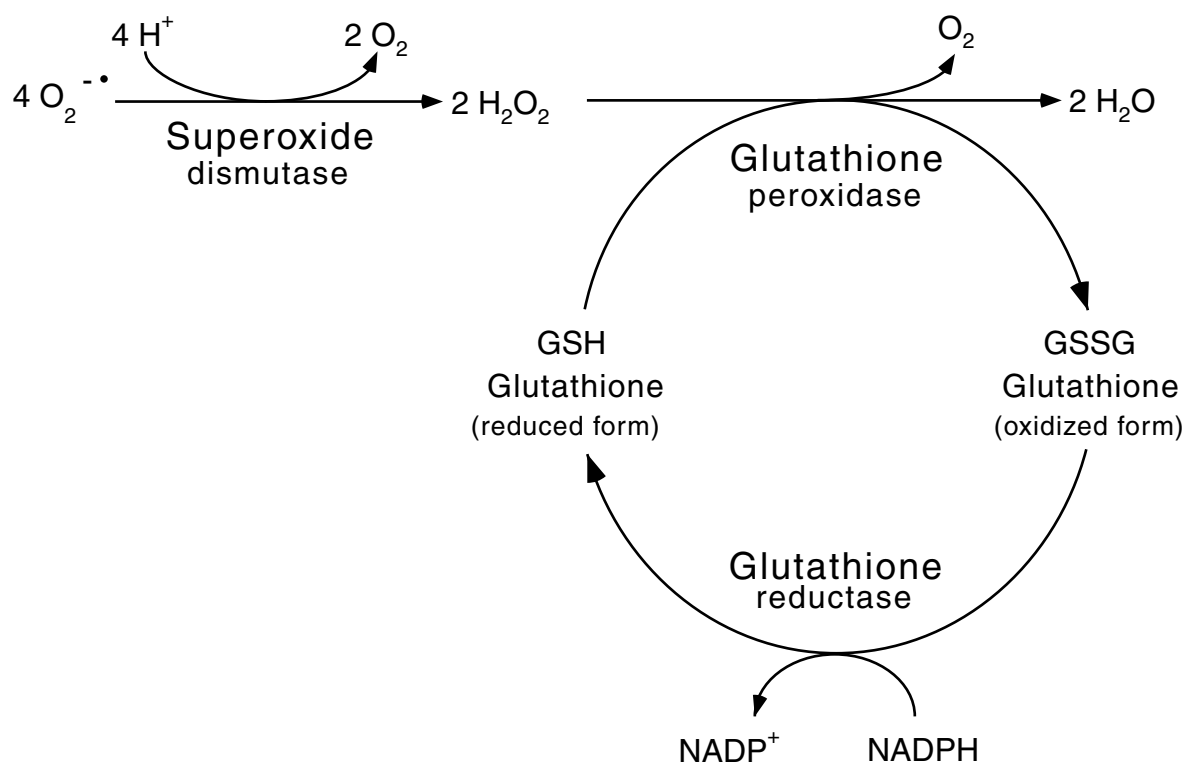 4 H⁺
2 O₂
O₂
4 O₂⁻•
2 H₂O₂
2 H₂O
Superoxide
dismutase
Glutathione
peroxidase
GSH
Glutathione
(reduced form)
GSSG
Glutathione
(oxidized form)
Glutathione
reductase
NADP⁺
NADPH